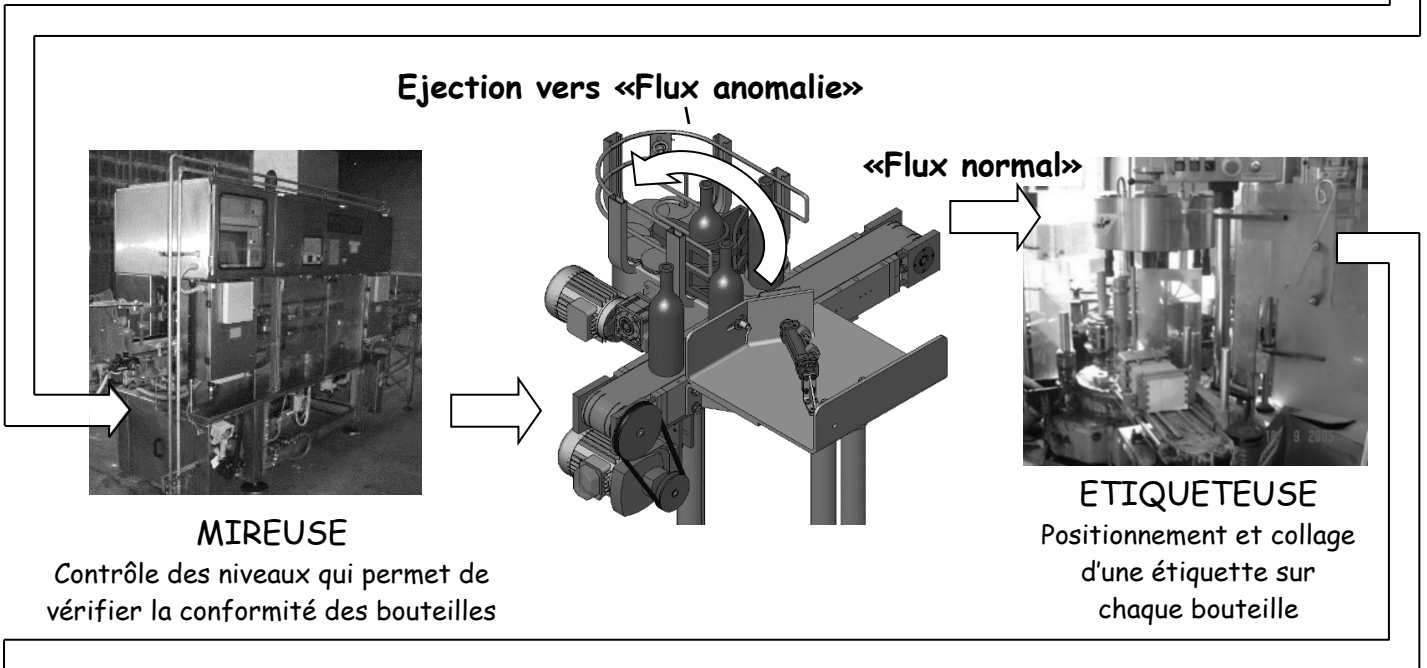 Ejection vers «Flux anomalie»
«Flux normal»
MIREUSE
Contrôle des niveaux qui permet de
vérifier la conformité des bouteilles
ETIQUETEUSE
Positionnement et collage
d'une étiquette sur
chaque bouteille